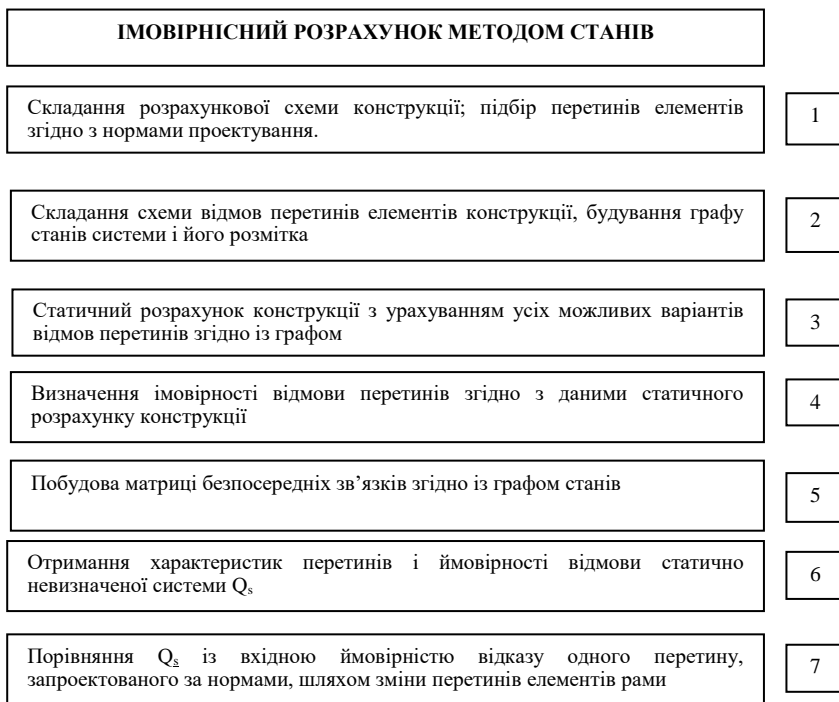 ІМОВІРНІСНИЙ РОЗРАХУНОК МЕТОДОМ СТАНІВ
Складання розрахункової схеми конструкції; підбір перетинів елементів
згідно з нормами проектування.
1
Складання схеми відмов перетинів елементів конструкції, будування графу
станів системи і його розмітка
2
Статичний розрахунок конструкції з урахуванням усіх можливих варіантів
відмов перетинів згідно із графом
3
Визначення імовірності відмови перетинів згідно з даними статичного
розрахунку конструкції
4
Побудова матриці безпосередніх зв’язків згідно із графом станів
5
Отримання характеристик перетинів і ймовірності відмови статично
невизначеної системи Qs
6
Порівняння Qs із вхідною ймовірністю відказу одного перетину,
запроектованого за нормами, шляхом зміни перетинів елементів рами
7